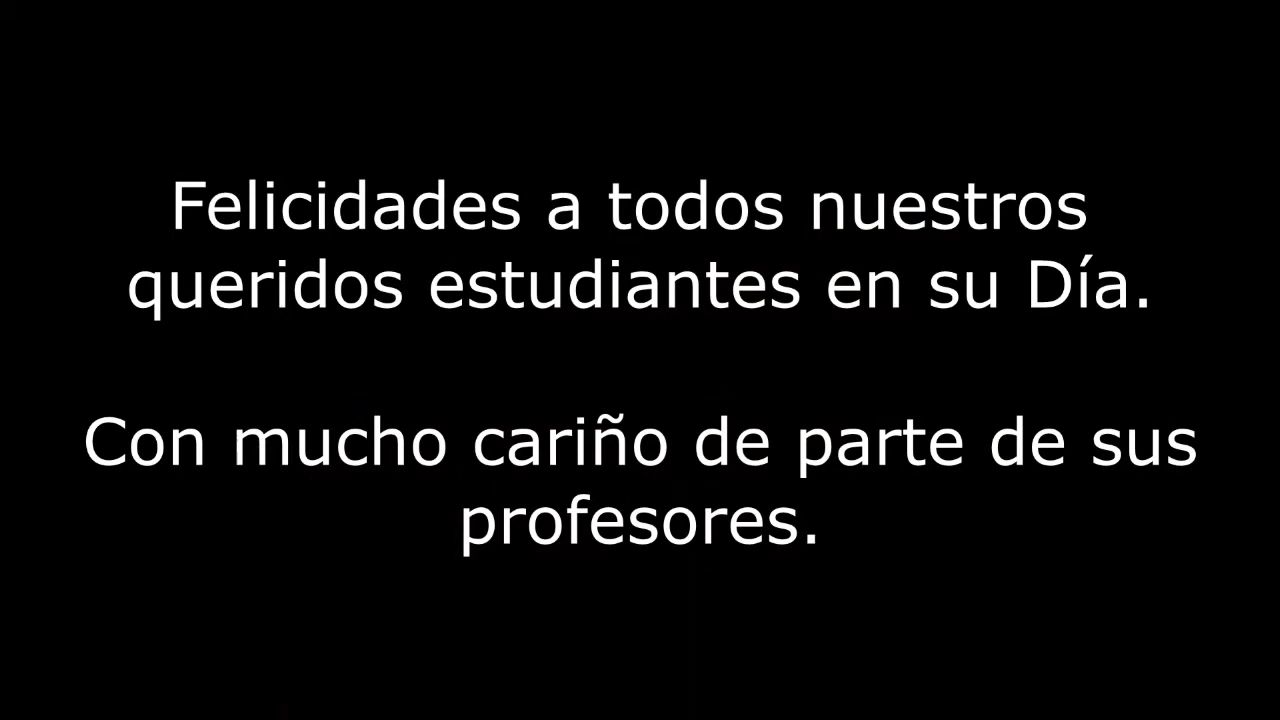 Felicidades a todos nuestros
queridos estudiantes en su Día.
Con mucho cariño de parte de sus
profesores.